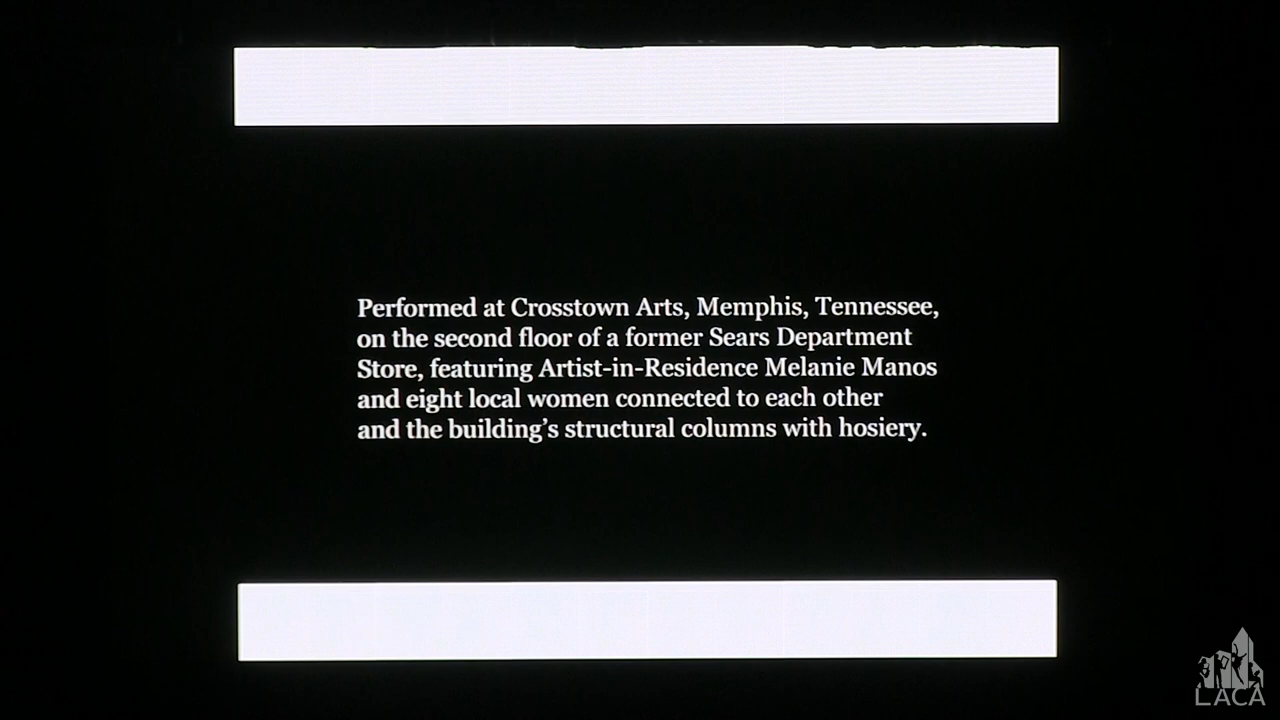 Performed at Crosstown Arts, Memphis, Tennessee,
on the second floor of a former Sears Department
Store, featuring Artist-in-Residence Melanie Manos
and eight local women connected to each other
and the building’s structural columns with hosiery.
LACA